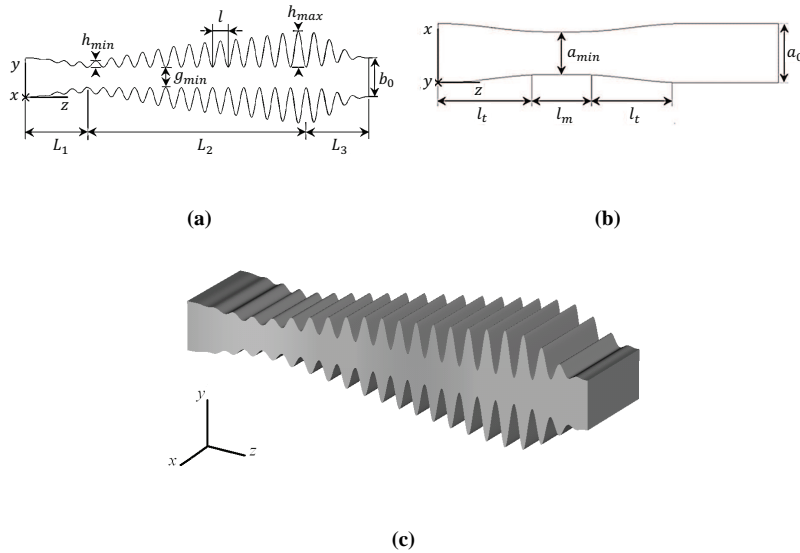 h_min
l
h_max
y
g_min
b_0
x
z
L_1
L_2
L_3
(a)
x
a_min
a_0
y
z
l_t
l_m
l_t
(b)
y
x
z
(c)